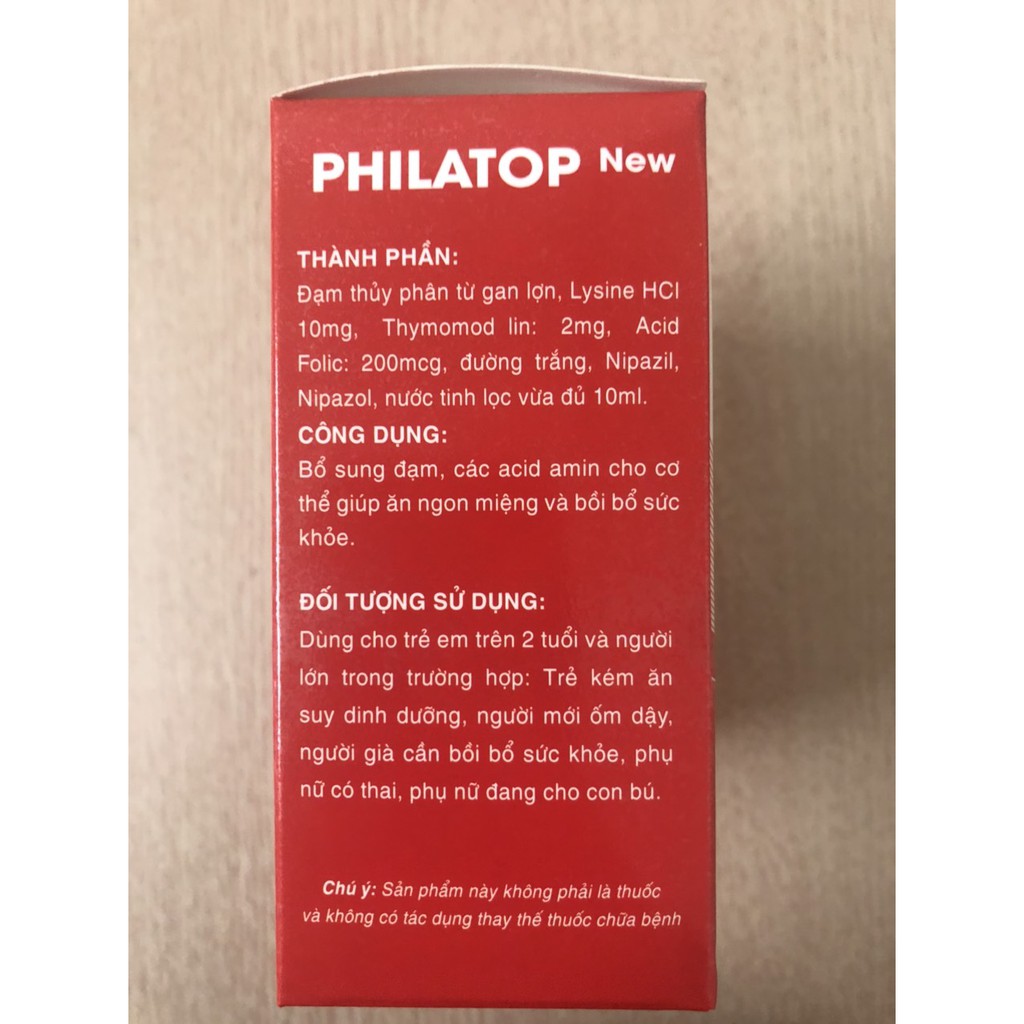 PHILATOP New
THÀNH PHẦN:
Đạm thủy phân từ gan lợn, Lysine HCl
10mg, Thymomod lin: 2mg, Acid
Folic: 200mcg, đường trắng, Nipazil,
Nipazol, nước tinh lọc vừa đủ 10ml.
CÔNG DỤNG:
Bổ sung đạm, các acid amin cho cơ
thể giúp ăn ngon miệng và bồi bổ sức
khỏe.
ĐỐI TƯỢNG SỬ DỤNG:
Dùng cho trẻ em trên 2 tuổi và người
lớn trong trường hợp: Trẻ kém ăn
suy dinh dưỡng, người mới ốm dậy,
người già cần bồi bổ sức khỏe, phụ
nữ có thai, phụ nữ đang cho con bú.
Chú ý: Sản phẩm này không phải là thuốc
và không có tác dụng thay thế thuốc chữa bệnh